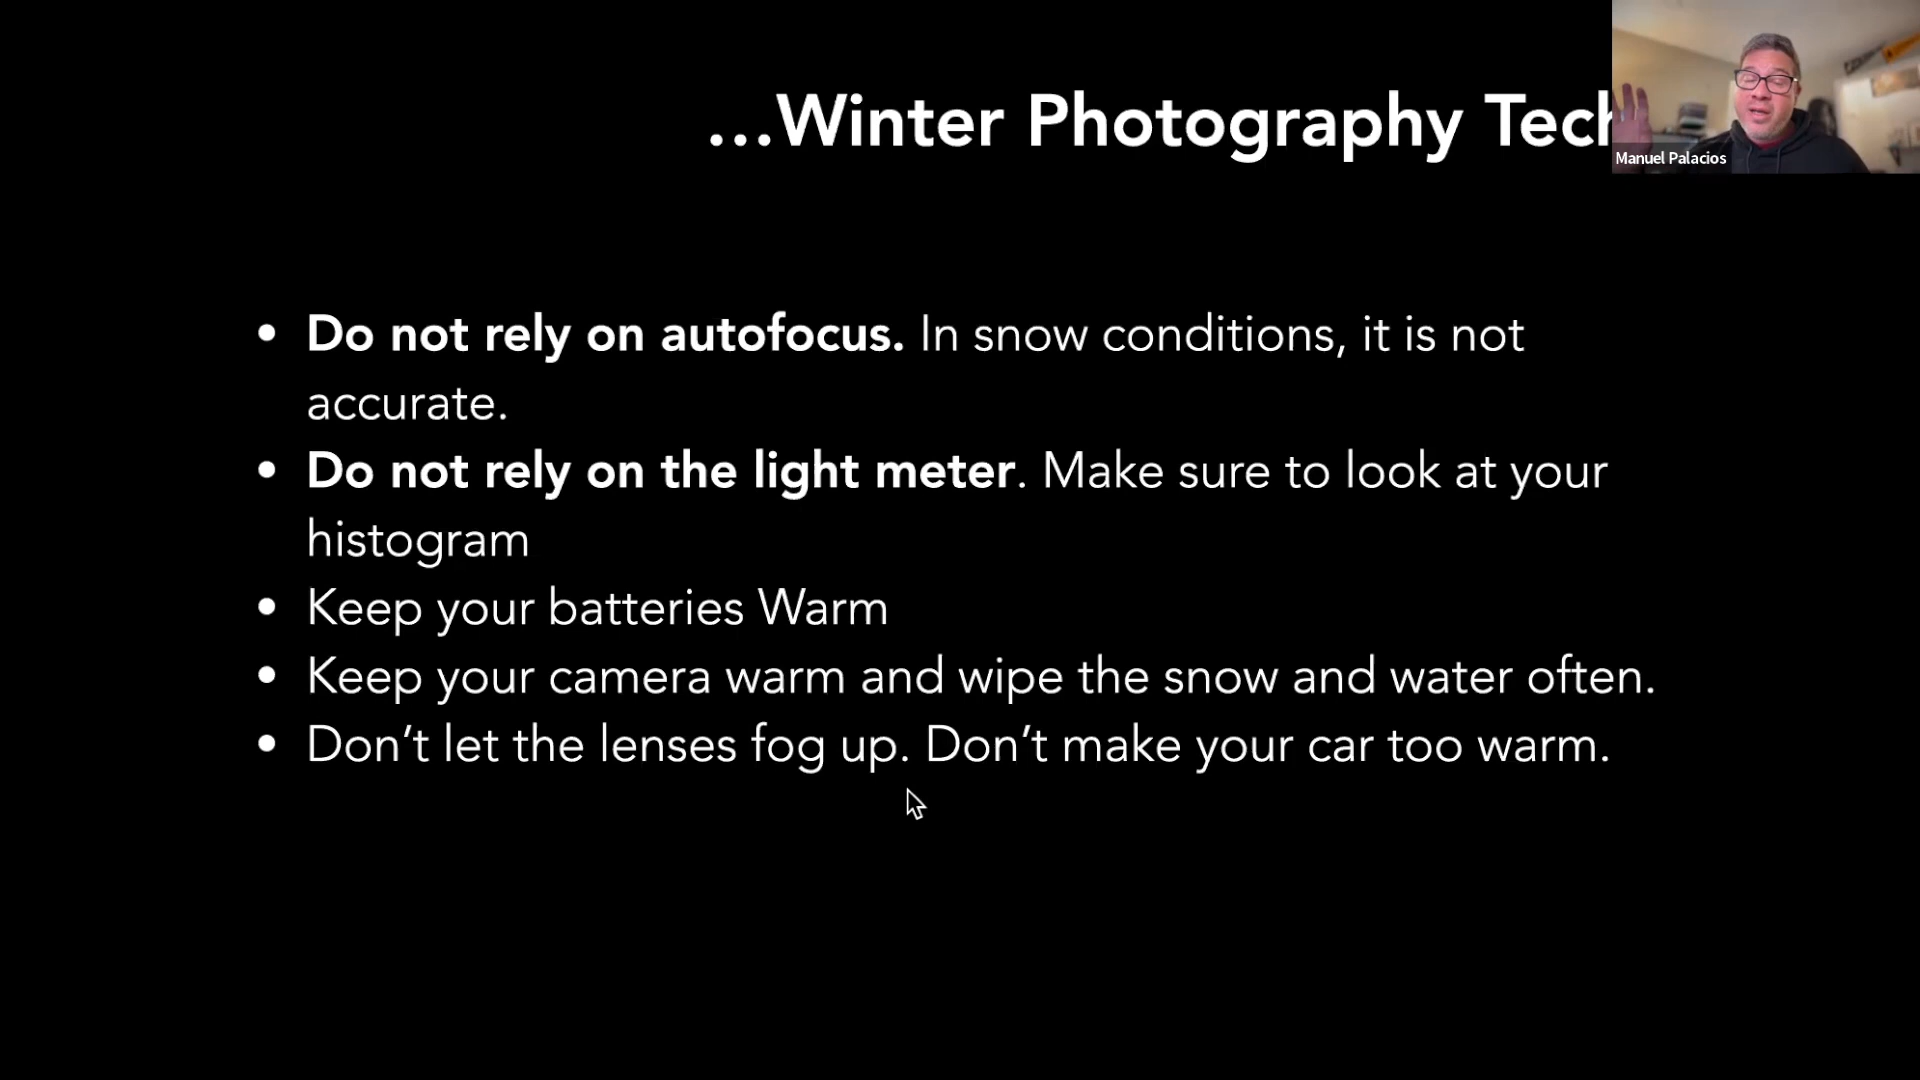 ...Winter Photography Tech
Manuel Palacios
• Do not rely on autofocus. In snow conditions, it is not
accurate.
• Do not rely on the light meter. Make sure to look at your
histogram
• Keep your batteries Warm
• Keep your camera warm and wipe the snow and water often.
• Don’t let the lenses fog up. Don’t make your car too warm.